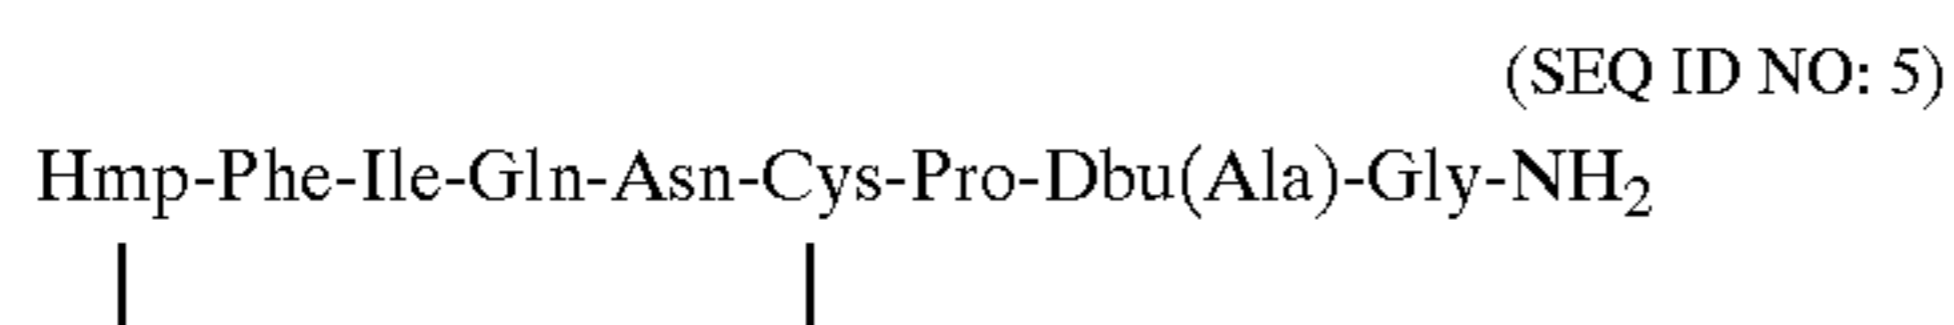 (SEQ ID NO: 5)
Hmp-Phe-Ile-Gln-Asn-Cys-Pro-Dbu(Ala)-Gly-NH₂